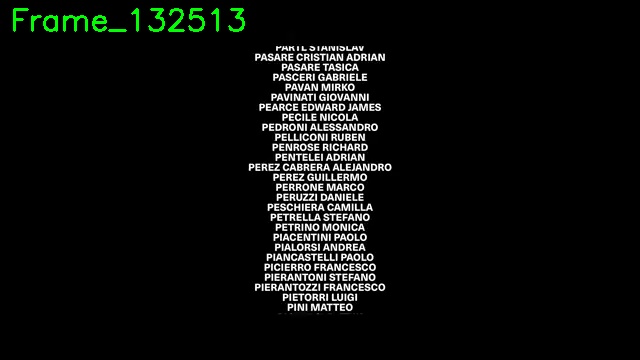 Frame_132513
PARTL STANISLAV
PASARE CRISTIAN ADRIAN
PASARE TASICA
PASCERI GABRIELE
PAVAN MIRKO
PAVINATI GIOVANNI
PEARCE EDWARD JAMES
PECILE NICOLA
PEDRONI ALESSANDRO
PELLICONI RUBEN
PENROSE RICHARD
PENTELEI ADRIAN
PEREZ CABRERA ALEJANDRO
PEREZ GUILLERMO
PERRONE MARCO
PERUZZI DANIELE
PESCHIERA CAMILLA
PETRELLA STEFANO
PETRINO MONICA
PIACENTINI PAOLO
PIALORSI ANDREA
PIANCASTELLI PAOLO
PICIERRO FRANCESCO
PIERANTONI STEFANO
PIERANTOZZI FRANCESCO
PIETORRI LUIGI
PINI MATTEO